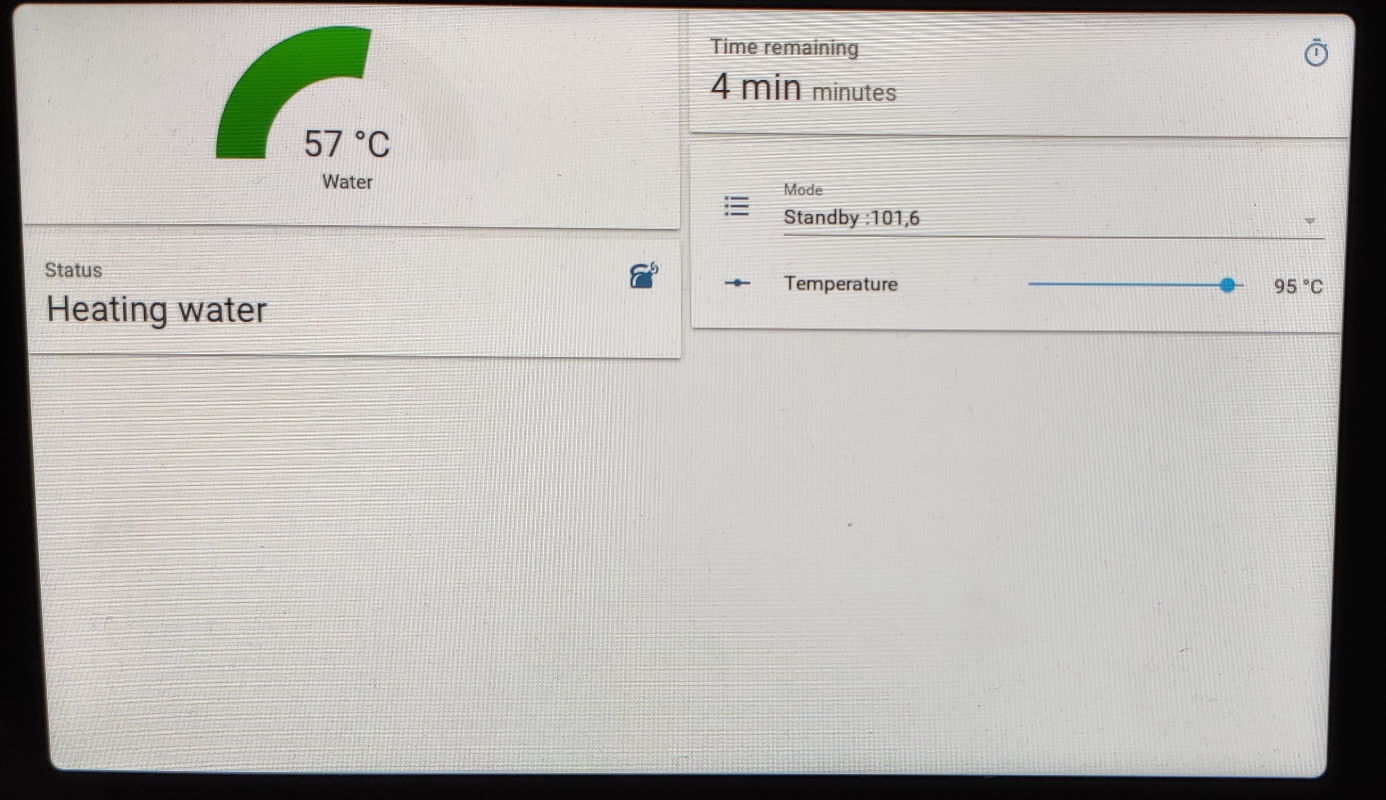 57 °C
Water
Status
Heating water
Time remaining
4 min minutes
Mode
Standby :101,6
Temperature
95 °C